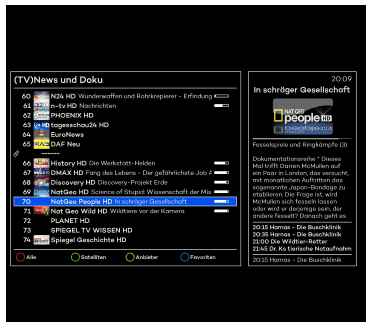 (TV)News und Doku
60 N24 HD Wunderwaffen und Rohrkrepierer - Erfindung
61 n-tv HD Nachrichten
62 PHOENIX HD
63 tagesschau24 HD
64 EuroNews
65 DAF Neu
66 History HD Die Werkstatt-Helden
67 DMAX HD Fang des Lebens - Der gefährlichste Job A
68 Discovery HD Discovery-Projekt Erde
69 NatGeo HD Science of Stupid Wissenschaft der Mis
70 NatGeo People HD In schräger Gesellschaft
71 Nat Geo Wild HD Wildtiere vor der Kamera
72 PLANET HD
73 SPIEGEL TV WISSEN HD
74 Spiegel Geschichte HD
Alle
Satelliten
Anbieter
Favoriten
20:09
In schräger Gesellschaft
NAT GEO
people HD
Fesselspiele und Ringkämpfe (3)
Dokumentationsreihe " Dieses
Mal trifft Darren McMullen auf
ein Paar in London, das versucht,
mit monatlichen Auftritten das
sogenannte Japan-Bondage zu
etablieren. Die Frage ist, wird
McMullen sich fesseln lassen
oder wird er derjenige sein, der
andere fesselt? Danach geht es
20:15 Hamas - Die Buschklinik
20:35 Hamas - Die Buschklinik
21:00 Die Wildtier-Retter
21:45 Dr. Ks tierische Notaufnahm
20:15 Hamas - Die Buschklinik